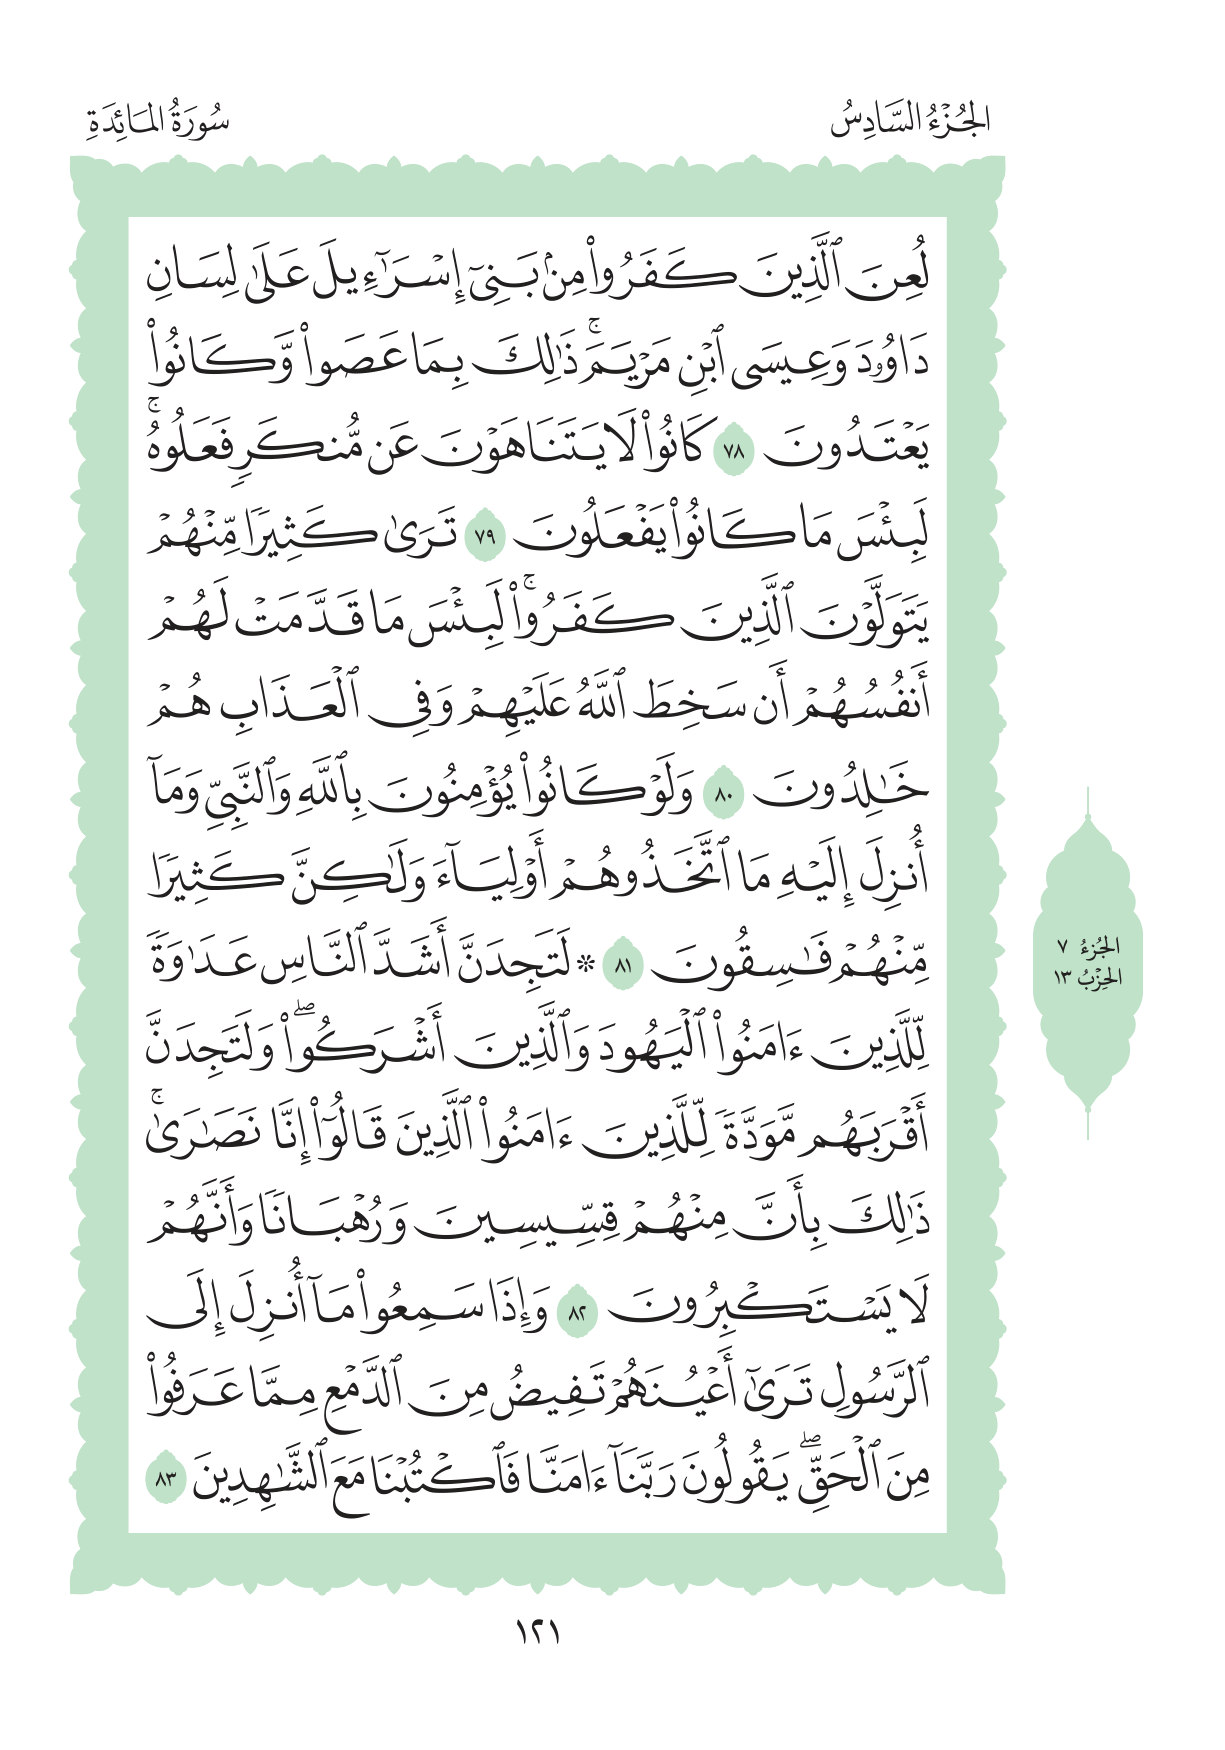 الجُزْءُ السَّادِسُ
سُورَةُ المَائِدَةِ
لُعِنَ ٱلَّذِينَ كَفَرُواْ مِنۢ بَنِيٓ إِسۡرَـٰٓءِيلَ عَلَىٰ لِسَانِ
دَاوُۥدَ وَعِيسَى ٱبۡنِ مَرۡيَمَۚ ذَٰلِكَ بِمَا عَصَواْ وَّكَانُواْ
يَعۡتَدُونَ ٧٨ كَانُواْ لَا يَتَنَاهَوۡنَ عَن مُّنكَرٖ فَعَلُوهُۚ
لَبِئۡسَ مَا كَانُواْ يَفۡعَلُونَ ٧٩ تَرَىٰ كَثِيرٗا مِّنۡهُمۡ
يَتَوَلَّوۡنَ ٱلَّذِينَ كَفَرُواْۚ لَبِئۡسَ مَا قَدَّمَتۡ لَهُمۡ
أَنفُسُهُمۡ أَن سَخِطَ ٱللَّهُ عَلَيۡهِمۡ وَفِي ٱلۡعَذَابِ هُمۡ
خَٰلِدُونَ ٨٠ وَلَوۡ كَانُواْ يُؤۡمِنُونَ بِٱللَّهِ وَٱلنَّبِيِّ وَمَآ
أُنزِلَ إِلَيۡهِ مَا ٱتَّخَذُوهُمۡ أَوۡلِيَآءَ وَلَٰكِنَّ كَثِيرٗا
مِّنۡهُمۡ فَٰسِقُونَ ٨١ ۞ لَتَجِدَنَّ أَشَدَّ ٱلنَّاسِ عَدَٰوَةٗ
لِّلَّذِينَ ءَامَنُواْ ٱلۡيَهُودَ وَٱلَّذِينَ أَشۡرَكُواْۖ وَلَتَجِدَنَّ
أَقۡرَبَهُم مَّوَدَّةٗ لِّلَّذِينَ ءَامَنُواْ ٱلَّذِينَ قَالُوٓاْ إِنَّا نَصَٰرَىٰۚ
ذَٰلِكَ بِأَنَّ مِنۡهُمۡ قِسِّيسِينَ وَرُهۡبَانٗا وَأَنَّهُمۡ
لَا يَسۡتَكۡبِرُونَ ٨٢ وَإِذَا سَمِعُواْ مَآ أُنزِلَ إِلَى
ٱلرَّسُولِ تَرَىٰٓ أَعۡيُنَهُمۡ تَفِيضُ مِنَ ٱلدَّمۡعِ مِمَّا عَرَفُواْ
مِنَ ٱلۡحَقِّۖ يَقُولُونَ رَبَّنَآ ءَامَنَّا فَٱكۡتُبۡنَا مَعَ ٱلشَّٰهِدِينَ ٨٣
الجُزءُ ٧
الحِزْبُ ١٣
١٢١